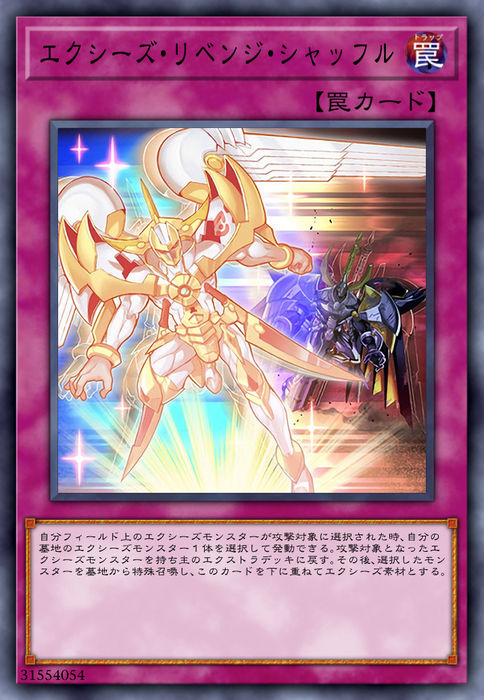 エクシーズ・リベンジ・シャッフル
トラップ
罠
【罠カード】
自分フィールド上のエクシーズモンスターが攻撃対象に選択された時、自分の
墓地のエクシーズモンスター１体を選択して発動できる。攻撃対象となったエ
クシーズモンスターを持ち主のエクストラデッキに戻す。その後、選択したモン
スターを墓地から特殊召喚し、このカードを下に重ねてエクシーズ素材とする。
31554054